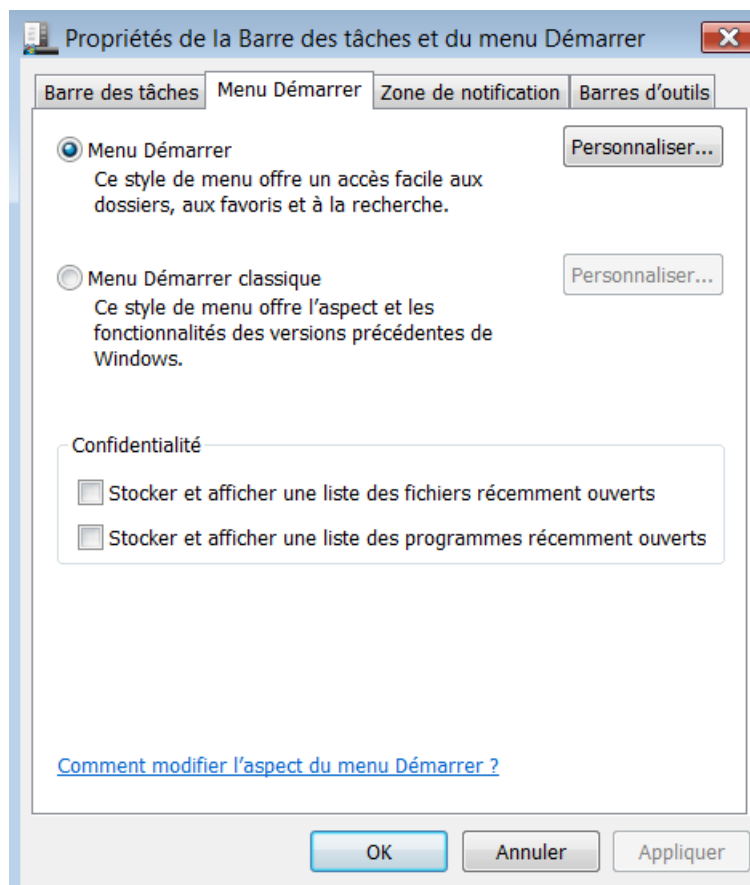 Propriétés de la Barre des tâches et du menu Démarrer
Barre des tâches Menu Démarrer Zone de notification Barres d'outils
Menu Démarrer Personnaliser...
Ce style de menu offre un accès facile aux
dossiers, aux favoris et à la recherche.
Menu Démarrer classique Personnaliser...
Ce style de menu offre l'aspect et les
fonctionnalités des versions précédentes de
Windows.
Confidentialité
Stocker et afficher une liste des fichiers récemment ouverts
Stocker et afficher une liste des programmes récemment ouverts
Comment modifier l'aspect du menu Démarrer ?
OK Annuler Appliquer